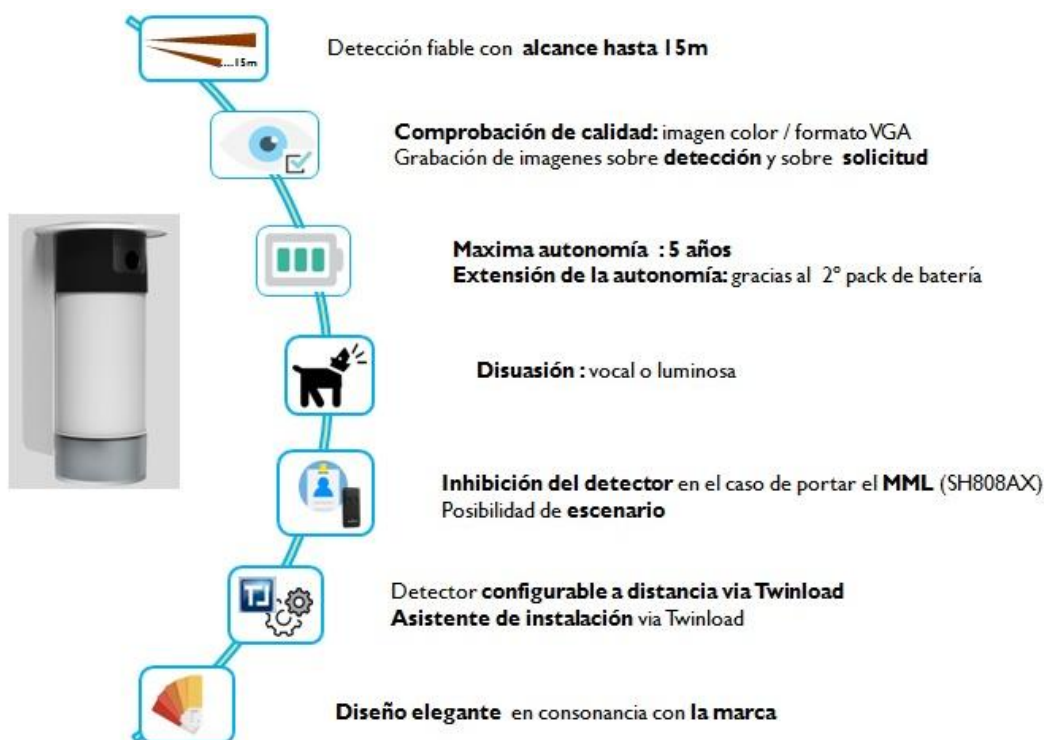 ....15m
Detección fiable con alcance hasta 15m
Comprobación de calidad: imagen color / formato VGA
Grabación de imagenes sobre detección y sobre solicitud
Maxima autonomía : 5 años
Extensión de la autonomía: gracias al 2º pack de batería
Disuasión : vocal o luminosa
Inhibición del detector en el caso de portar el MML (SH808AX)
Posibilidad de escenario
TJ
Detector configurable a distancia via Twinload
Asistente de instalación via Twinload
Diseño elegante en consonancia con la marca